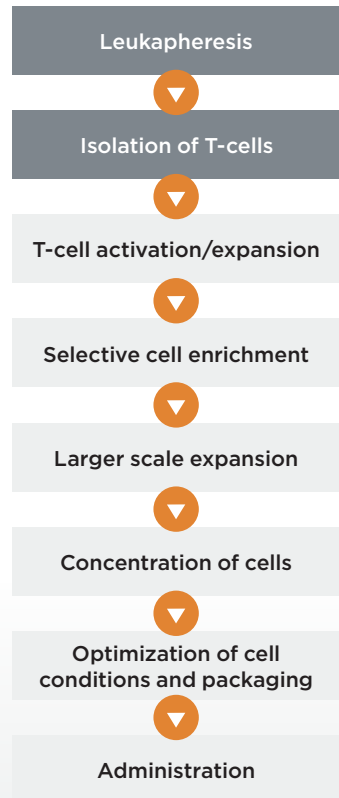 Leukapheresis
Isolation of T-cells
T-cell activation/expansion
Selective cell enrichment
Larger scale expansion
Concentration of cells
Optimization of cell
conditions and packaging
Administration